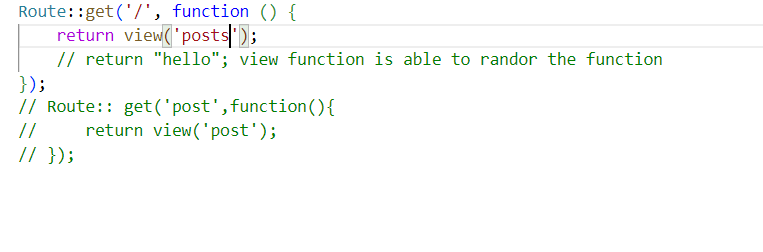 Route::get('/', function () {
return view('posts');
// return "hello"; view function is able to randor the function
});
// Route:: get('post',function(){
// return view('post');
// });